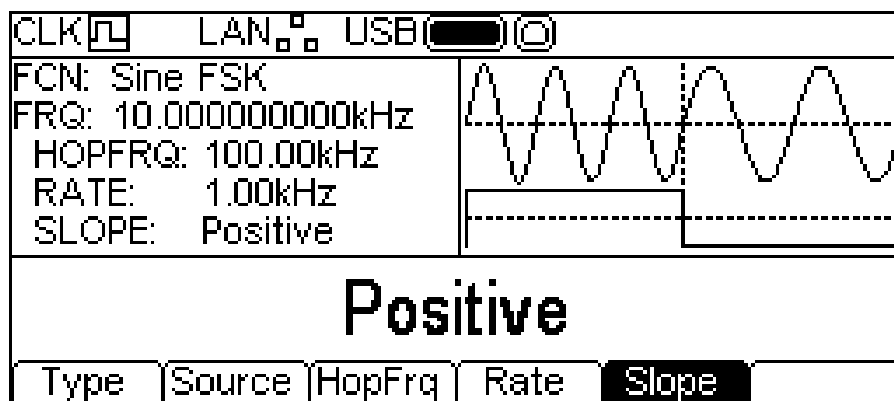 CLK LAN USB
FCN: Sine FSK
FRQ: 10.000000000kHz
HOPFRQ: 100.00kHz
RATE: 1.00kHz
SLOPE: Positive
Positive
Type Source HopFrq Rate Slope